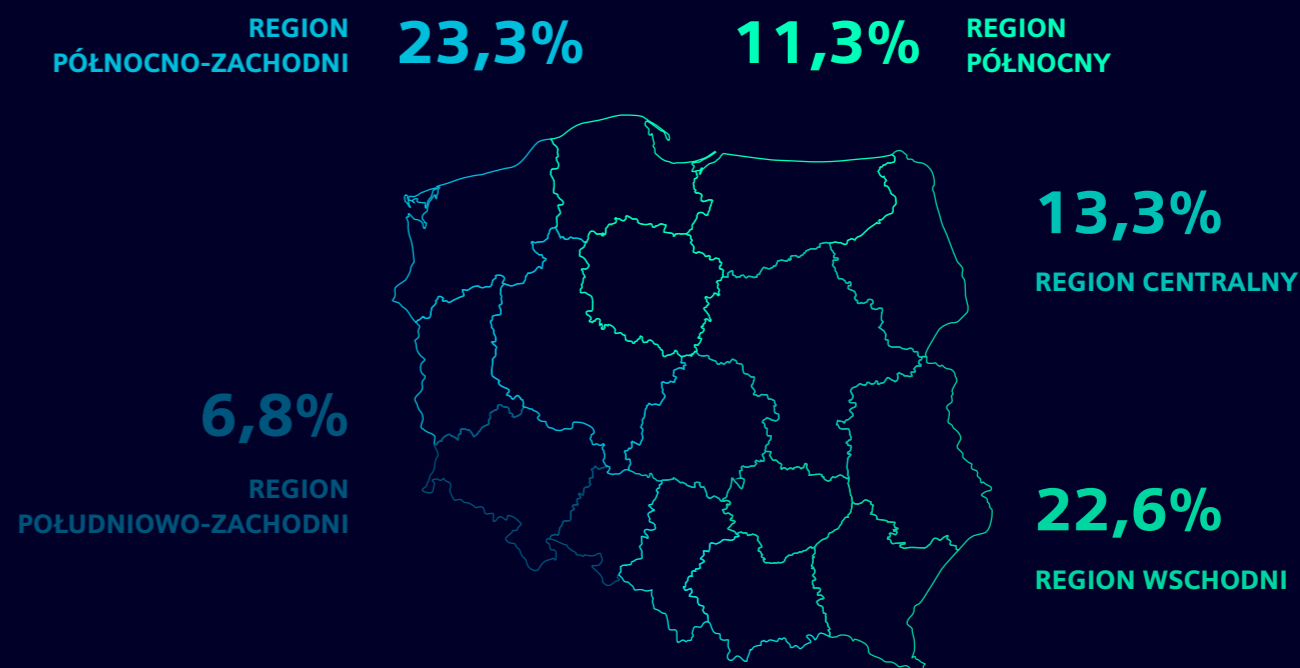 REGION
PÓŁNOCNO-ZACHODNI
23,3%
11,3%
REGION
PÓŁNOCNY
13,3%
REGION CENTRALNY
6,8%
REGION
POŁUDNIOWO-ZACHODNI
22,6%
REGION WSCHODNI